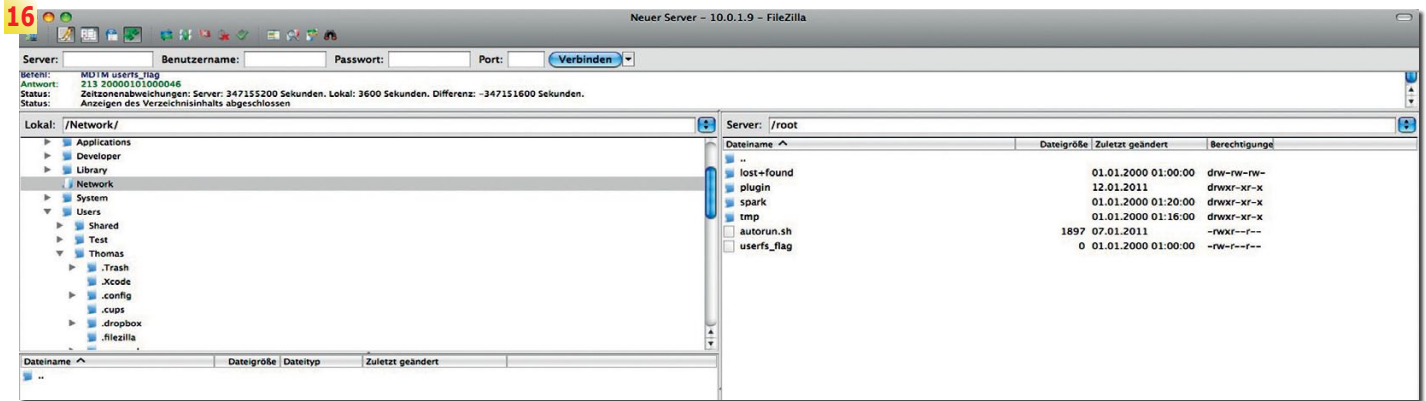 16
Neuer Server – 10.0.1.9 – FileZilla
Server: Benutzername: Passwort: Port: Verbinden
Befehl: MDTM userfs_flag
Antwort: 213 20000101000046
Status: Zeitzonenabweichungen: Server: 347155200 Sekunden. Lokal: 3600 Sekunden. Differenz: -347151600 Sekunden.
Status: Anzeigen des Verzeichnisinhalts abgeschlossen
Lokal: /Network/
Applications
Developer
Library
Network
System
Users
Shared
Test
Thomas
.Trash
.Xcode
.config
.cups
.dropbox
.filezilla
Dateiname Dateigröße Dateityp Zuletzt geändert
..
Server: /root
Dateiname Dateigröße Zuletzt geändert Berechtigunge
..
lost+found 01.01.2000 01:00:00 drw-rw-rw-
plugin 12.01.2011 drwxr-xr-x
spark 01.01.2000 01:20:00 drwxr-xr-x
tmp 01.01.2000 01:16:00 drwxr-xr-x
autorun.sh 1897 07.01.2011 -rwxr--r--
userfs_flag 0 01.01.2000 01:00:00 -rw-r--r--